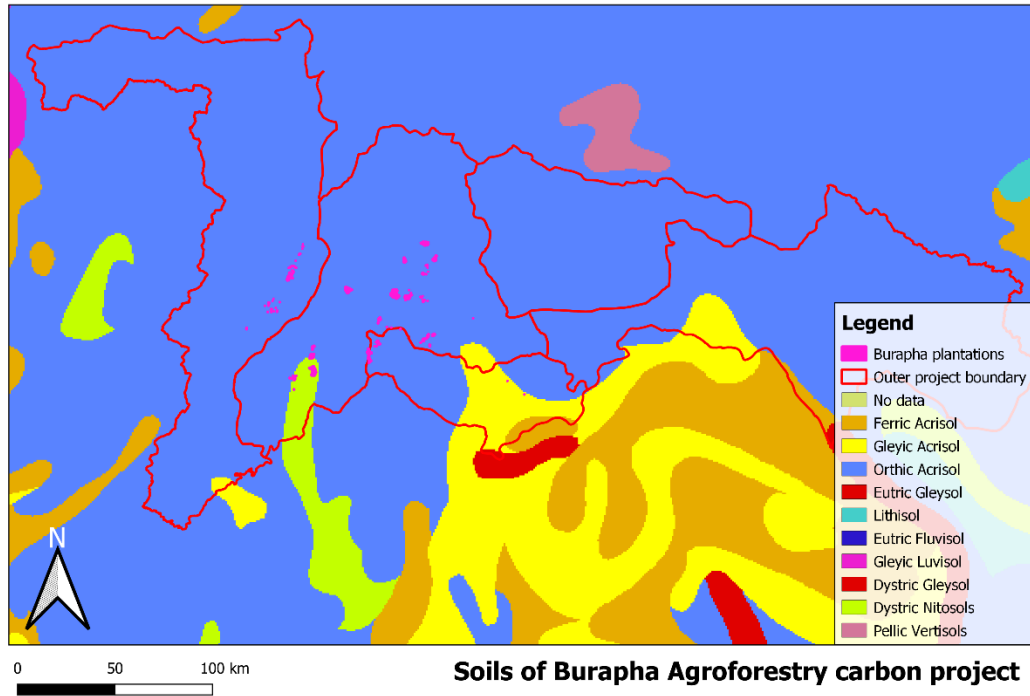 Legend
Burapha plantations
Outer project boundary
No data
Ferric Acrisol
Gleyic Acrisol
Orthic Acrisol
Eutric Gleysol
Lithisol
Eutric Fluvisol
Gleyic Luvisol
Dystric Gleysol
Dystric Nitosols
Pellic Vertisols
N
0 50 100 km
Soils of Burapha Agroforestry carbon project